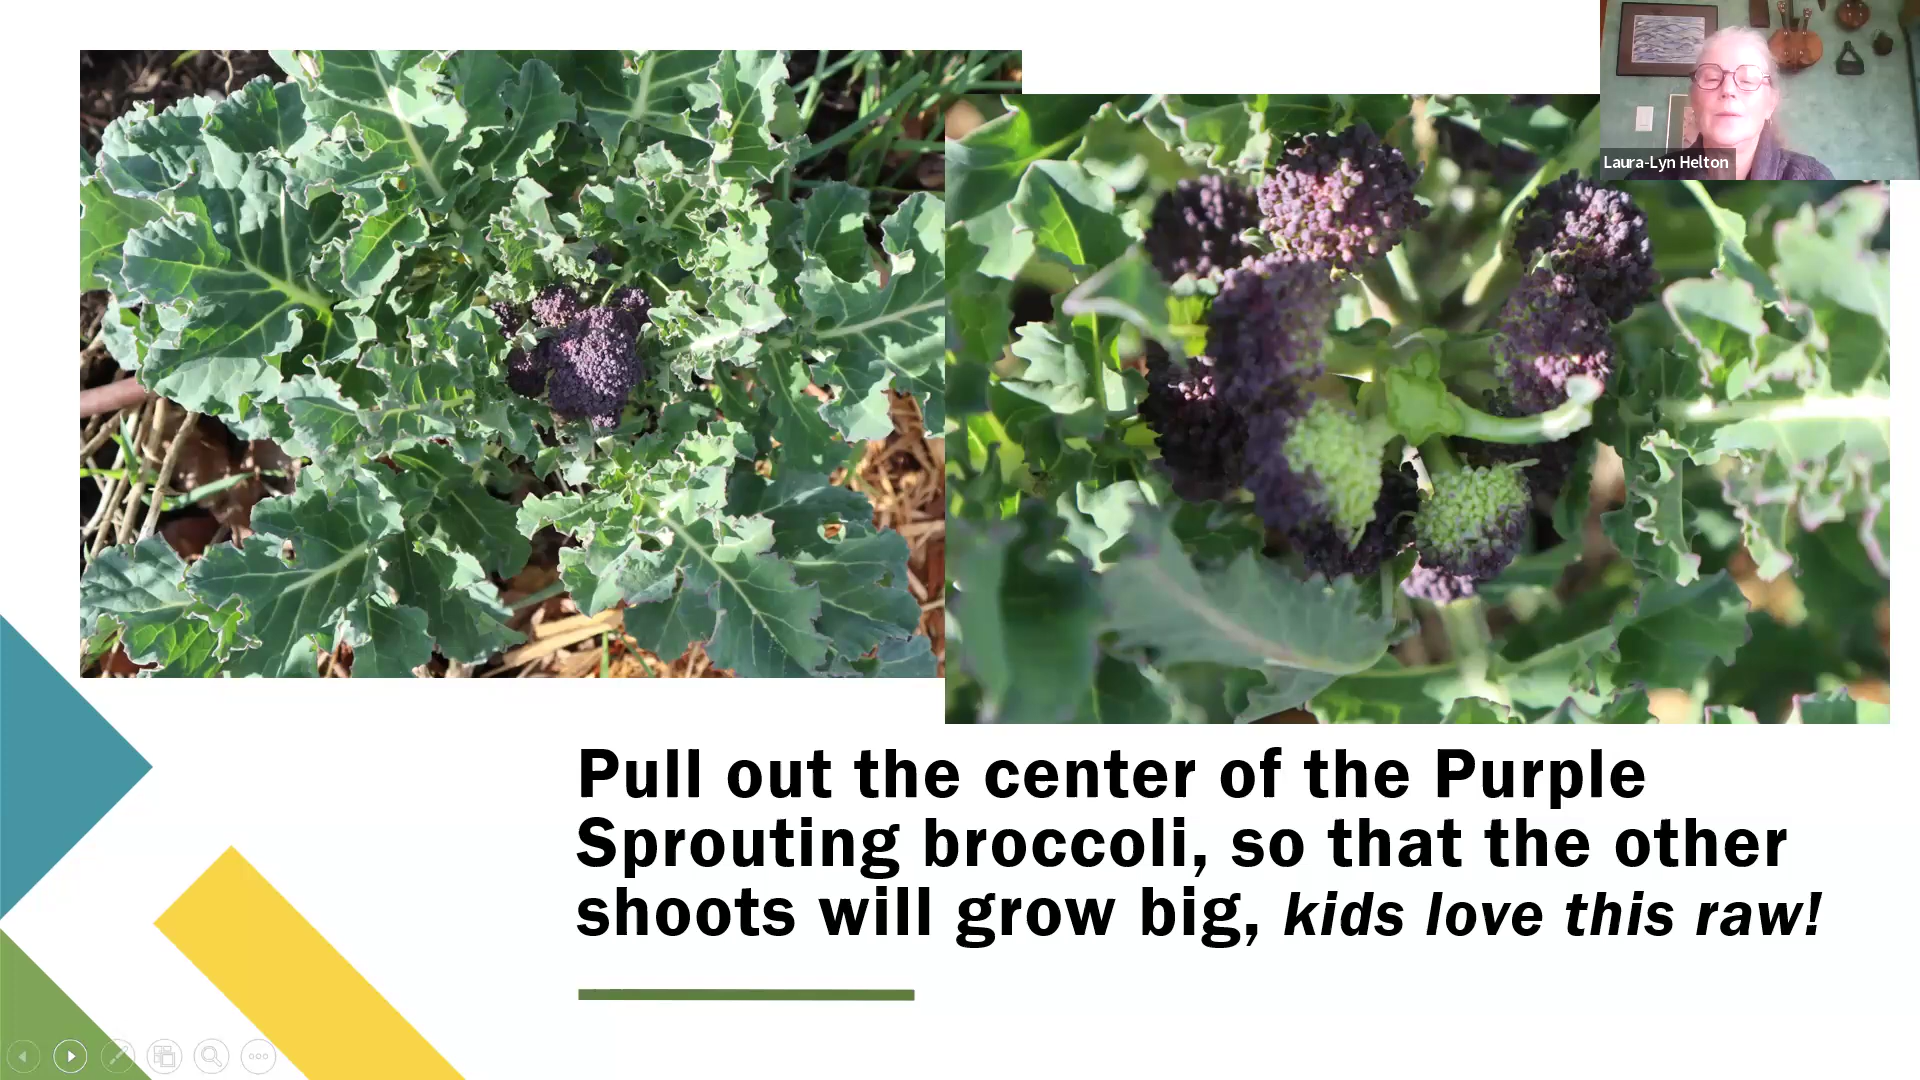 Laura-Lyn Helton
Pull out the center of the Purple
Sprouting broccoli, so that the other
shoots will grow big, kids love this raw!